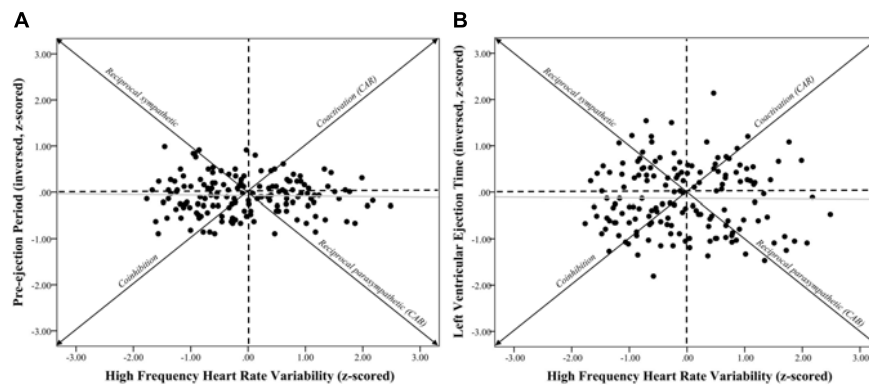 A
Pre-ejection Period (inversed, z-scored)
3.00
2.00
1.00
.00
-1.00
-2.00
-3.00
Reciprocal sympathetic
Coactivation (CAR)
Coinhibition
Reciprocal parasympathetic (CAR)
-3.00 -2.00 -1.00 .00 1.00 2.00 3.00
High Frequency Heart Rate Variability (z-scored)
B
Left Ventricular Ejection Time (inversed, z-scored)
3.00
2.00
1.00
.00
-1.00
-2.00
-3.00
Reciprocal sympathetic
Coactivation (CAR)
Coinhibition
Reciprocal parasympathetic (CAR)
-3.00 -2.00 -1.00 .00 1.00 2.00 3.00
High Frequency Heart Rate Variability (z-scored)